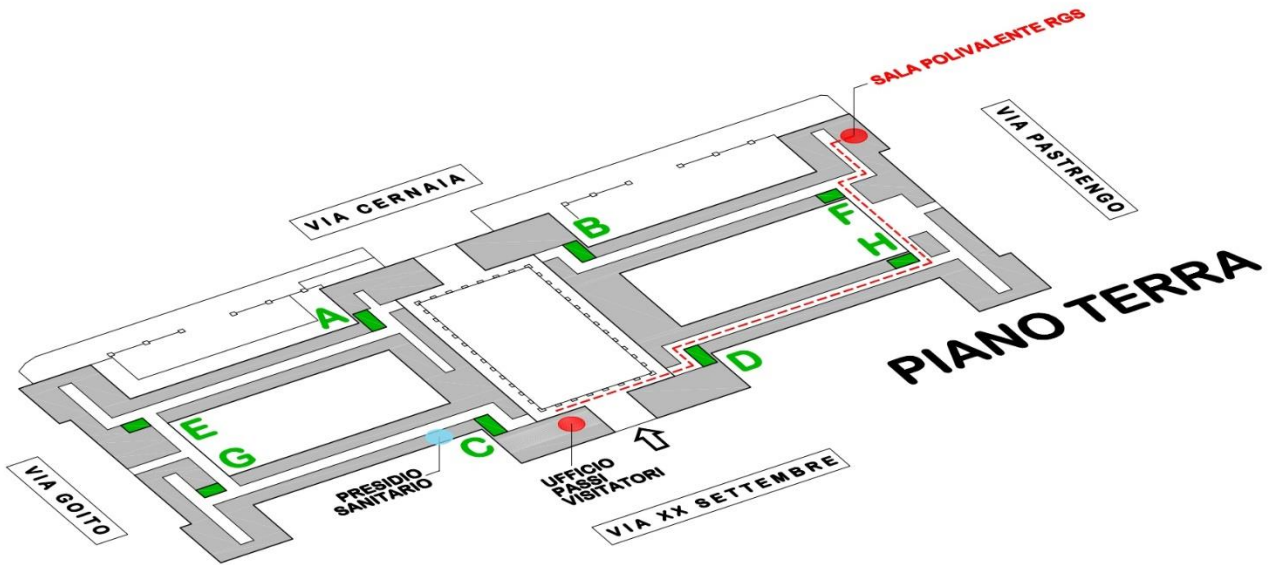 SALA POLIVALENTE RGS
VIA PASTRENGO
VIA CERNAIA
B
F
H
A
D
PIANO TERRA
E
G
C
PRESIDIO
SANITARIO
UFFICIO
PASSI
VISITATORI
VIA GOITO
VIA XX SETTEMBRE